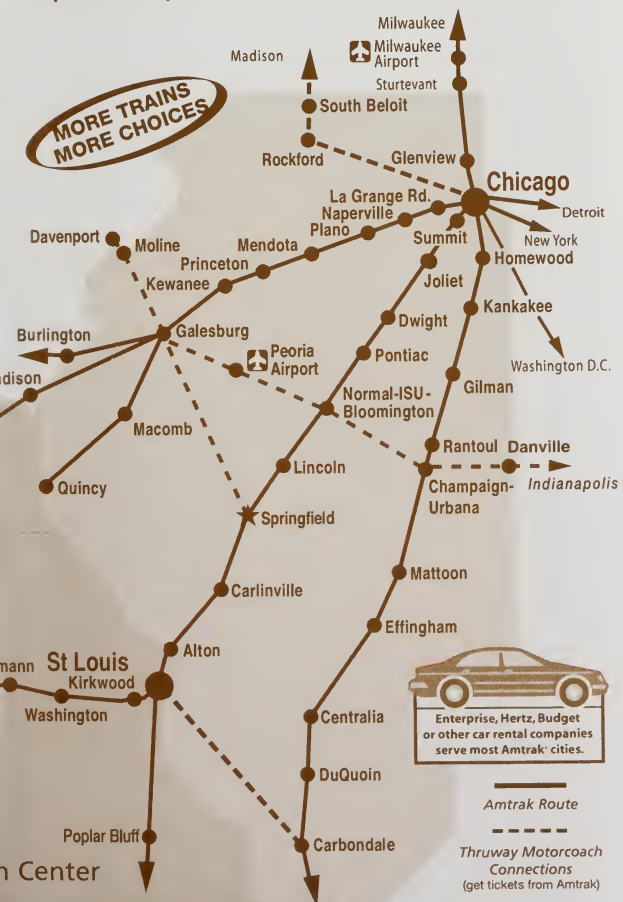 Milwaukee
Milwaukee
Airport
Sturtevant
Madison
South Beloit
Rockford
MORE TRAINS
MORE CHOICES
Glenview
Chicago
Detroit
New York
Washington D.C.
La Grange Rd.
Naperville
Plano
Mendota
Princeton
Kewanee
Summit
Homewood
Joliet
Kankakee
Davenport
Moline
Dwight
Pontiac
Gilman
Burlington
Galesburg
Peoria
Airport
Normal-ISU-
Bloomington
Macomb
Quincy
Rantoul
Danville
Indianapolis
Champaign-
Urbana
Lincoln
Springfield
Mattoon
Carlinville
Effingham
Alton
St Louis
Kirkwood
Washington
Centralia
DuQuoin
Poplar Bluff
Carbondale
Center
Enterprise, Hertz, Budget
or other car rental companies
serve most Amtrak cities.
Amtrak Route
Thruway Motorcoach
Connections
(get tickets from Amtrak)